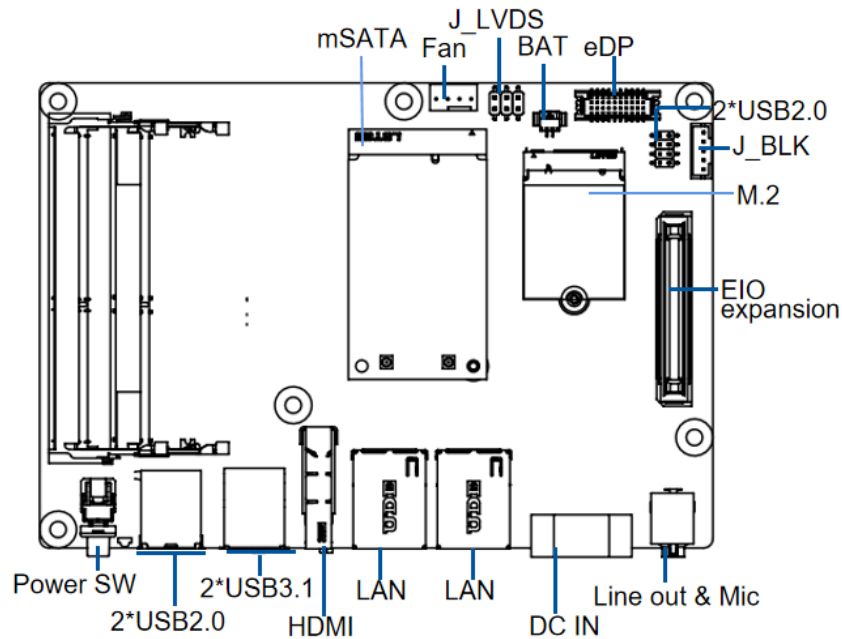 J_LVDS
mSATA
Fan
BAT
eDP
2*USB2.0
J_BLK
M.2
EIO
expansion
Power SW
2*USB2.0
2*USB3.1
HDMI
LAN
LAN
DC IN
Line out & Mic